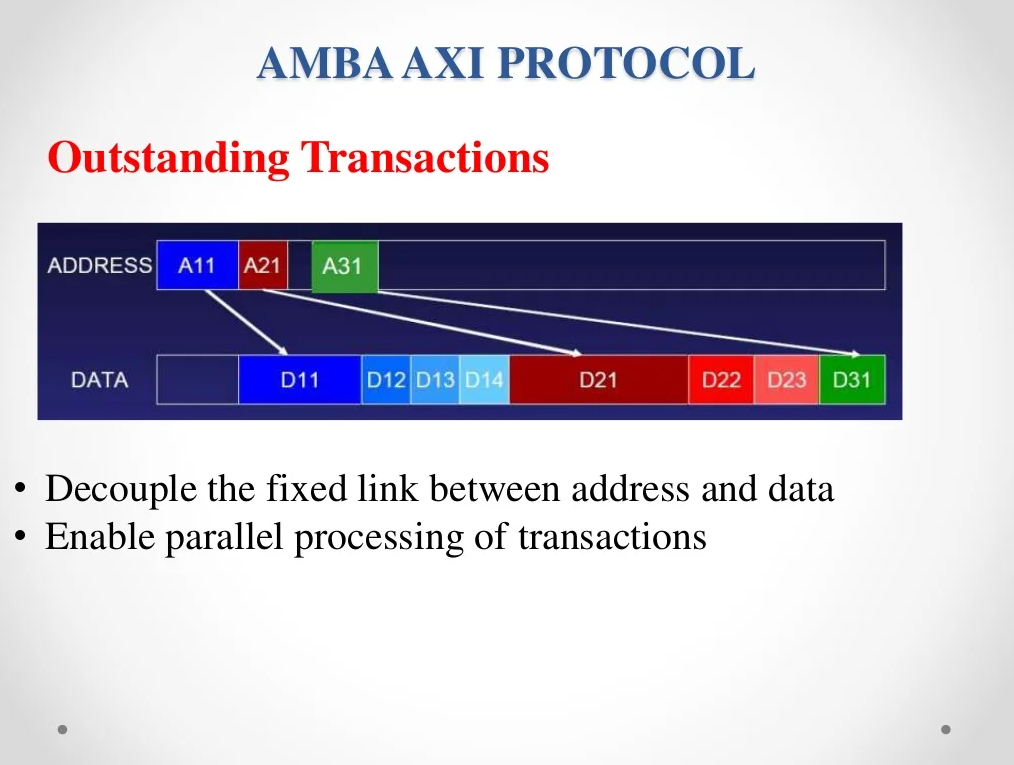 AMBA AXI PROTOCOL
Outstanding Transactions
ADDRESS A11 A21 A31
DATA D11 D12 D13 D14 D21 D22 D23 D31
• Decouple the fixed link between address and data
• Enable parallel processing of transactions